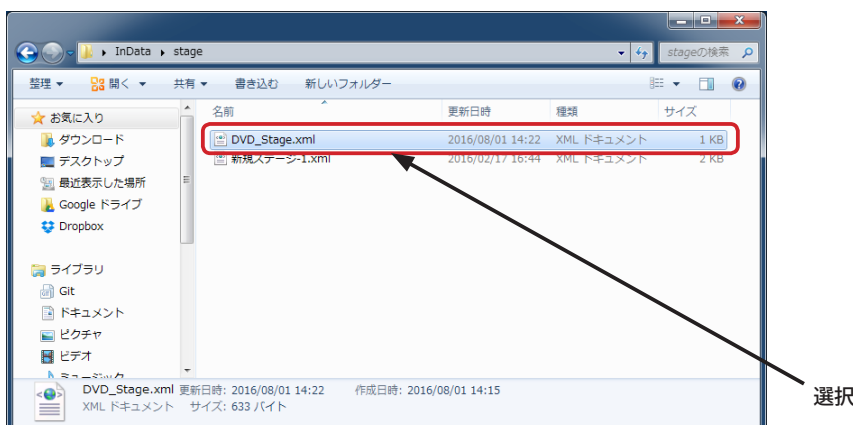 InData ▸ stage
stageの検索
整理 ▼ 開く ▼ 共有 ▼ 書き込む 新しいフォルダー
名前 更新日時 種類 サイズ
お気に入り
ダウンロード
デスクトップ
最近表示した場所
Google ドライブ
Dropbox
ライブラリ
Git
ドキュメント
ピクチャ
ビデオ
ミュージック
DVD_Stage.xml 2016/08/01 14:22 XML ドキュメント 1 KB
新規ステージ-1.xml 2016/02/17 16:44 XML ドキュメント 2 KB
DVD_Stage.xml 更新日時: 2016/08/01 14:22 作成日時: 2016/08/01 14:15
XML ドキュメント サイズ: 633 バイト
選択